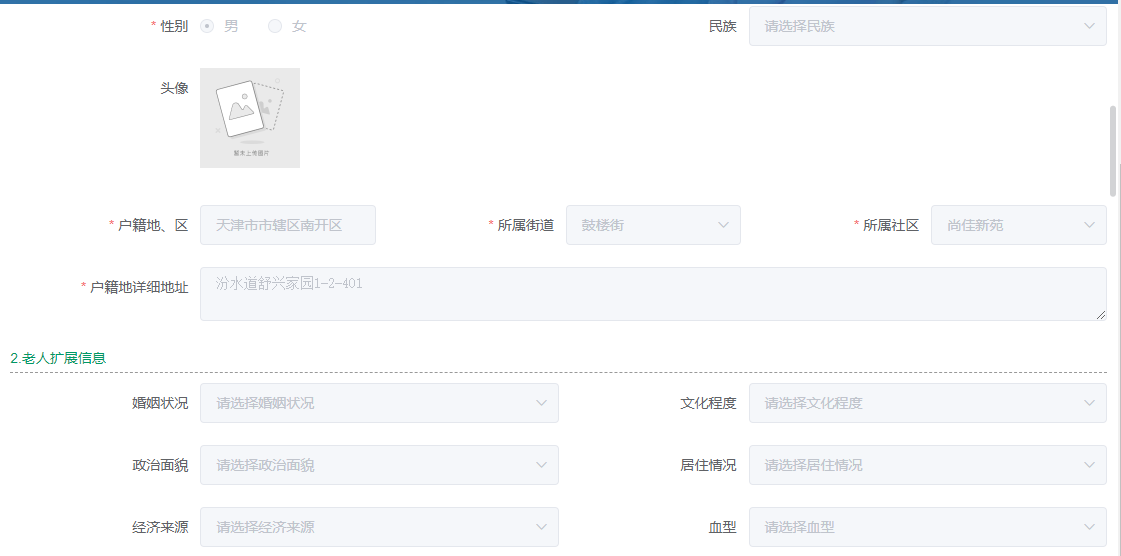 * 性别 男 女 民族 请选择民族
头像
暂未上传图片
* 户籍地、区 天津市市辖区南开区 * 所属街道 鼓楼街 * 所属社区 尚佳新苑
* 户籍地详细地址 汾水道舒兴家园1-2-401
2.老人扩展信息
婚姻状况 请选择婚姻状况 文化程度 请选择文化程度
政治面貌 请选择政治面貌 居住情况 请选择居住情况
经济来源 请选择经济来源 血型 请选择血型